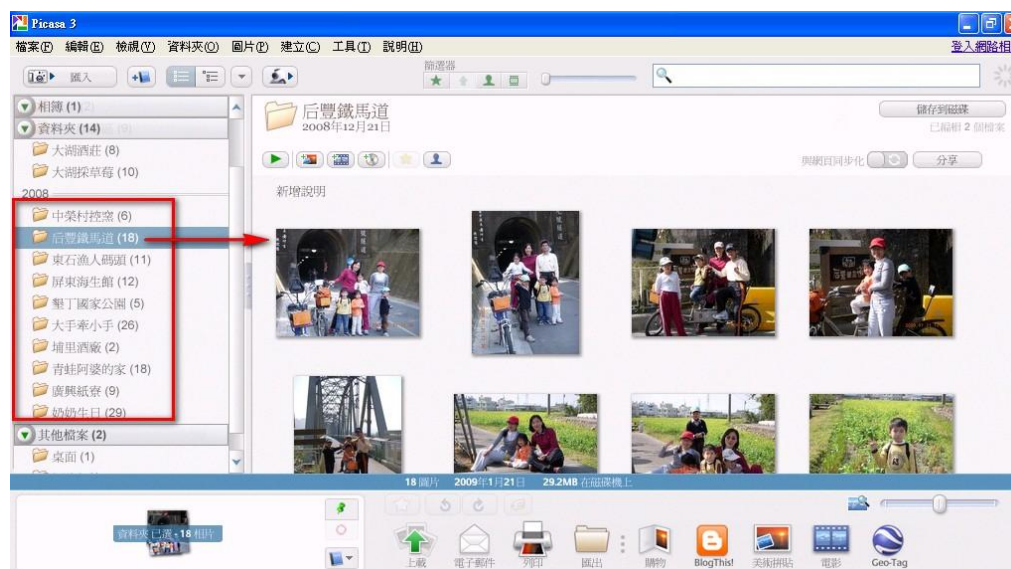 Picasa 3
檔案(F) 編輯(E) 檢視(V) 資料夾(O) 圖片(P) 建立(C) 工具(T) 說明(H)
登入網路相
匯入
篩選器
相簿 (1)
資料夾 (14)
大湖酒莊 (8)
大湖採草莓 (10)
2008
中榮村控窯 (6)
后豐鐵馬道 (18)
東石漁人碼頭 (11)
屏東海生館 (12)
墾丁國家公園 (5)
大手牽小手 (26)
埔里酒廠 (2)
青蛙阿婆的家 (18)
廣興紙寮 (9)
奶奶生日 (29)
其他檔案 (2)
桌面 (1)
后豐鐵馬道
2008年12月21日
儲存到磁碟
已編輯 2 個檔案
與網頁同步化
分享
新增說明
18 圖片 2009年1月21日 29.2MB 在磁碟機上
資料夾 已選 - 18 相片
上載 電子郵件 列印 匯出 購物 BlogThis! 美術拼貼 電影 Geo-Tag